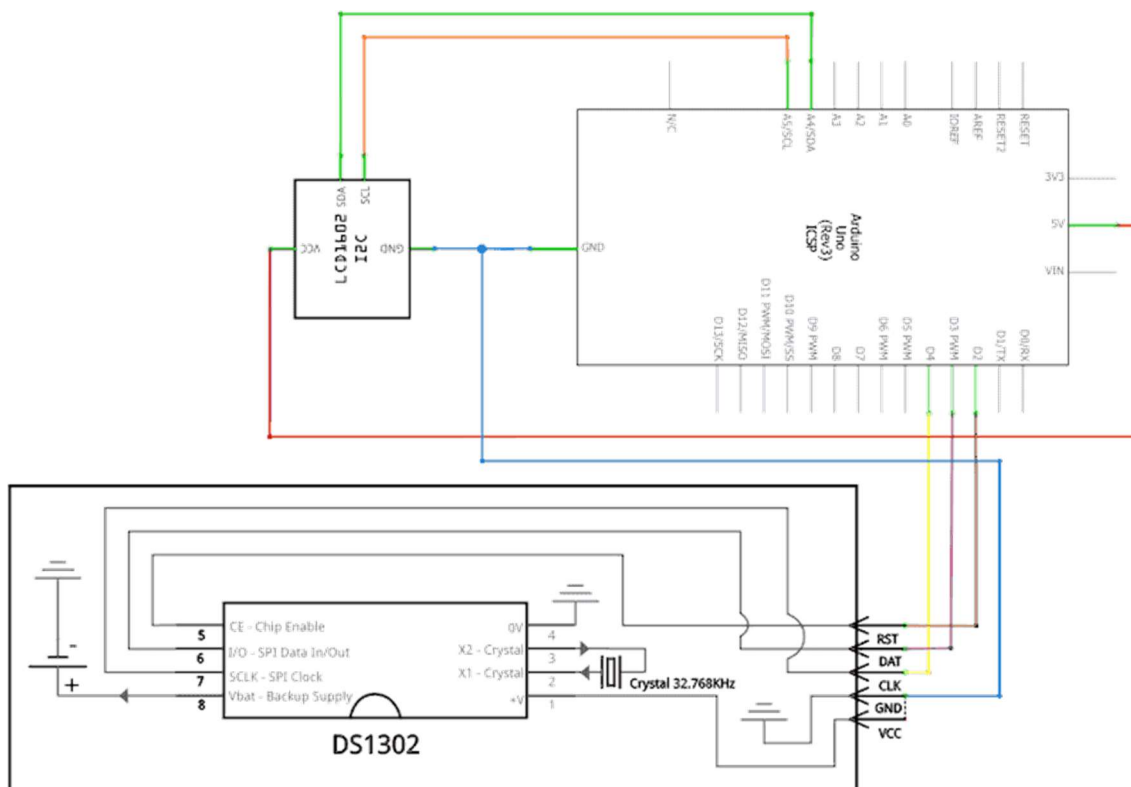 N/C
A5/SCL
A4/SDA
A3
A2
A1
A0
IOREF
AREF
RESET2
RESET
SDA
SCL
LCD1602
I2C
VCC
GND
GND
Arduino
Uno
(Rev3)
ICSP
3V3
5V
VIN
D13/SCK
D12/MISO
D11 PWM/MOSI
D10 PWM/SS
D9 PWM
D8
D7
D6 PWM
D5 PWM
D4
D3 PWM
D2
D1/TX
D0/RX
CE - Chip Enable
5
I/O - SPI Data In/Out
6
SCLK - SPI Clock
7
Vbat - Backup Supply
8
- 
+
0V
4
X2 - Crystal
3
X1 - Crystal
2
+V
1
Crystal 32.768KHz
DS1302
RST
DAT
CLK
GND
VCC